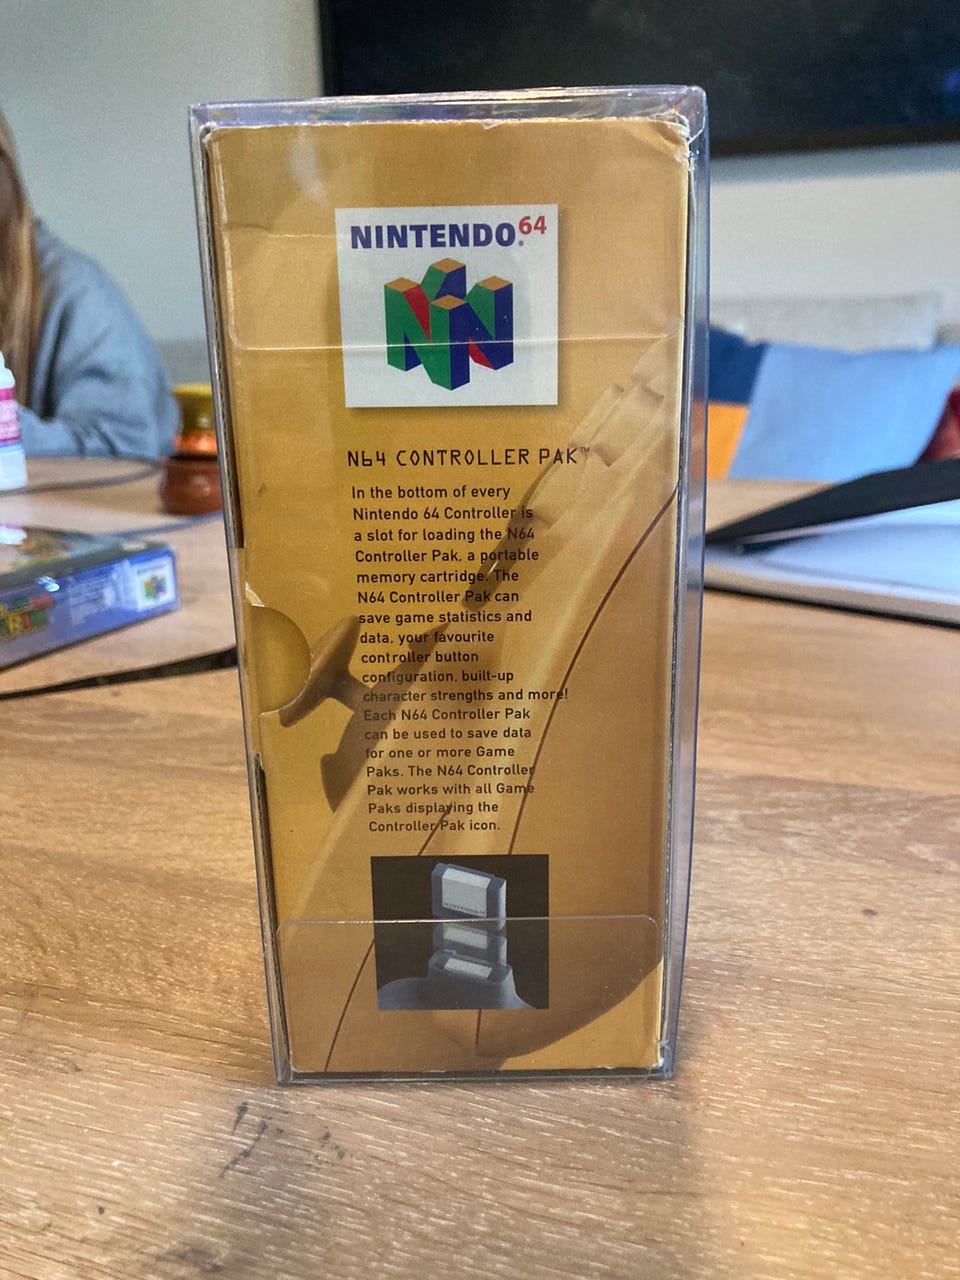 NINTENDO 64
N64 CONTROLLER PAK™
In the bottom of every
Nintendo 64 Controller is
a slot for loading the N64
Controller Pak, a portable
memory cartridge. The
N64 Controller Pak can
save game statistics and
data, your favourite
controller button
configuration, built-up
character strengths and more!
Each N64 Controller Pak
can be used to save data
for one or more Game
Paks. The N64 Controller
Pak works with all Game
Paks displaying the
Controller Pak icon.